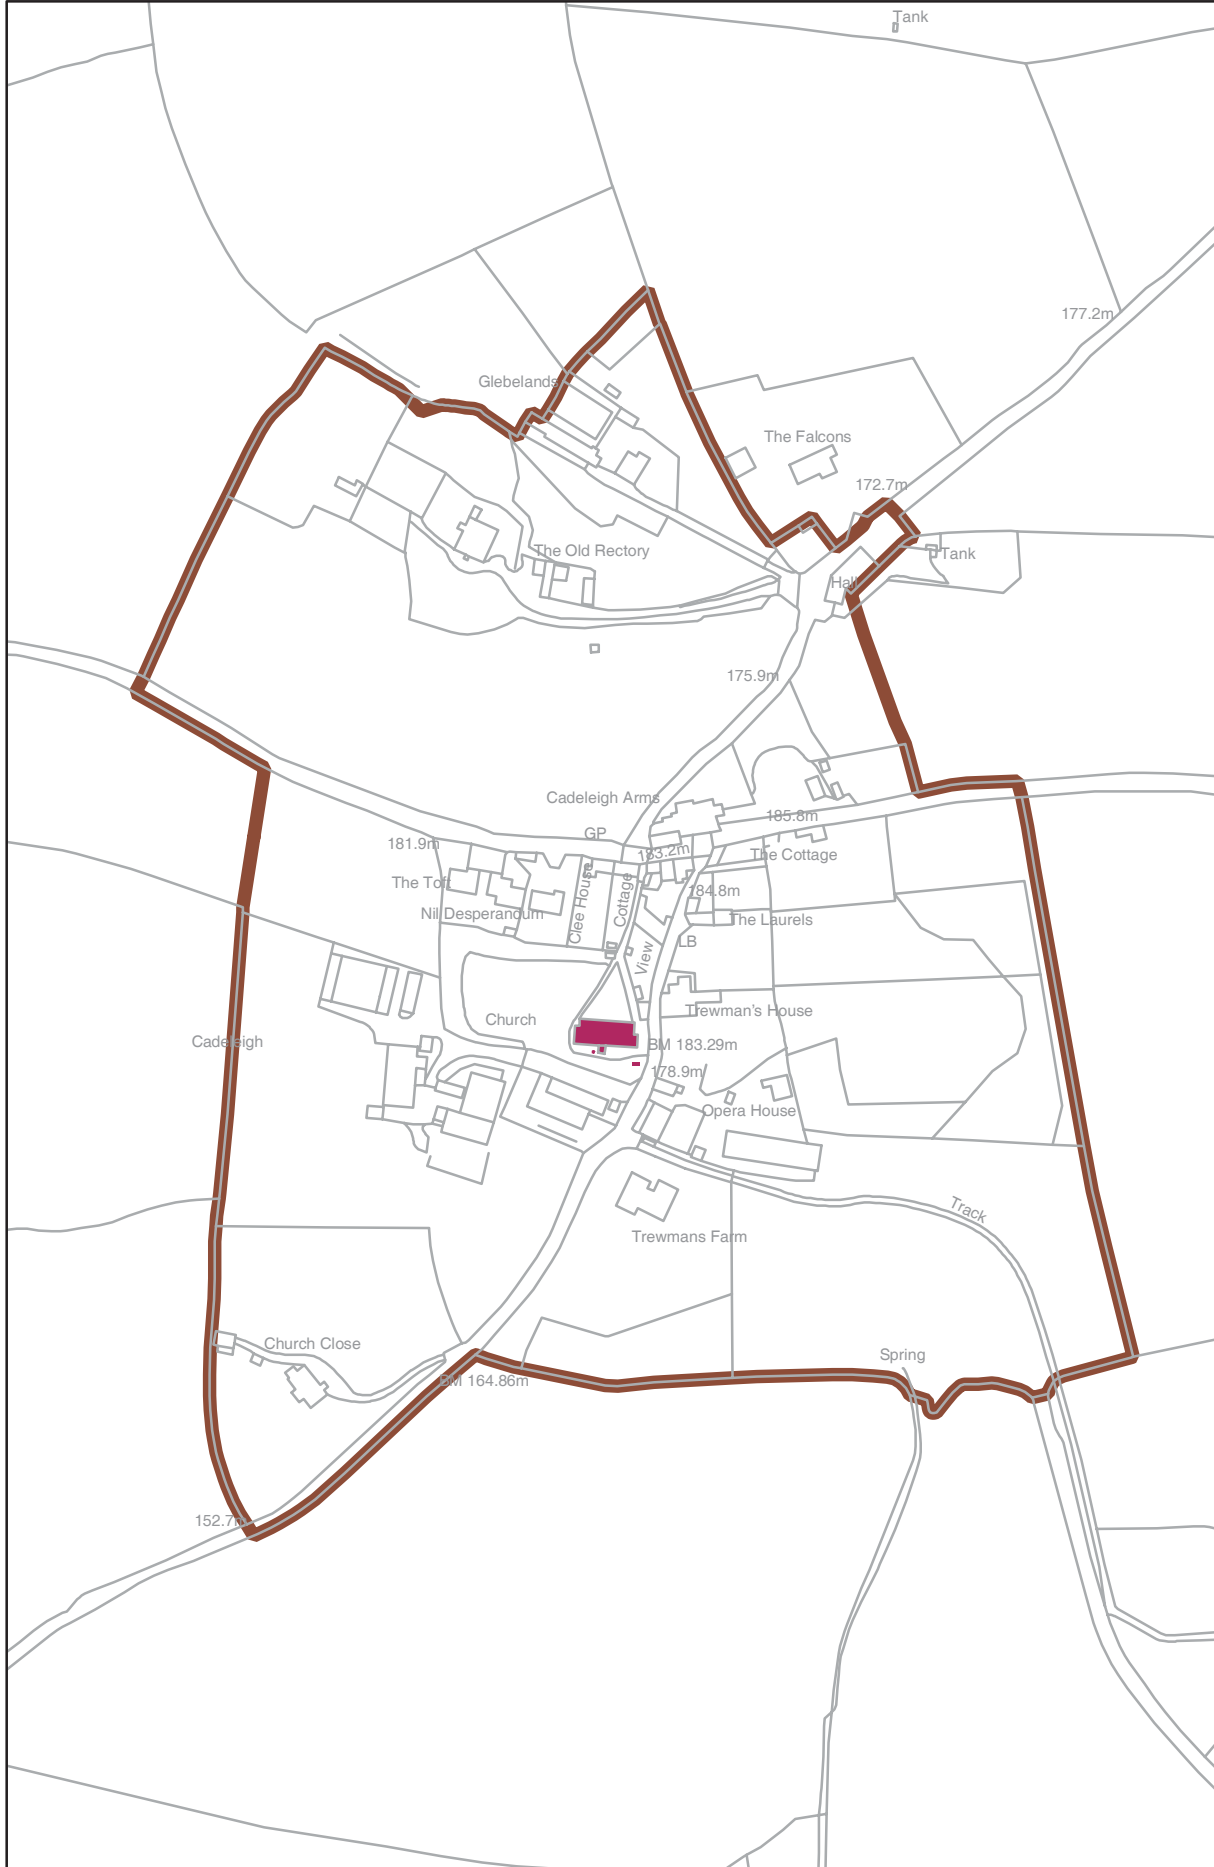 Tank
177.2m
Glebelands
The Falcons
172.7m
The Old Rectory
Tank
Hall
175.9m
Cadeleigh Arms
185.8m
GP
181.9m
183.2m
The Cottage
The Toft
184.8m
Clee House
Cottage
Nil Desperandum
The Laurels
LB
View
Trewman's House
Church
Cadeleigh
BM 183.29m
178.9m
Opera House
Track
Trewmans Farm
Church Close
Spring
BM 164.86m
152.7m